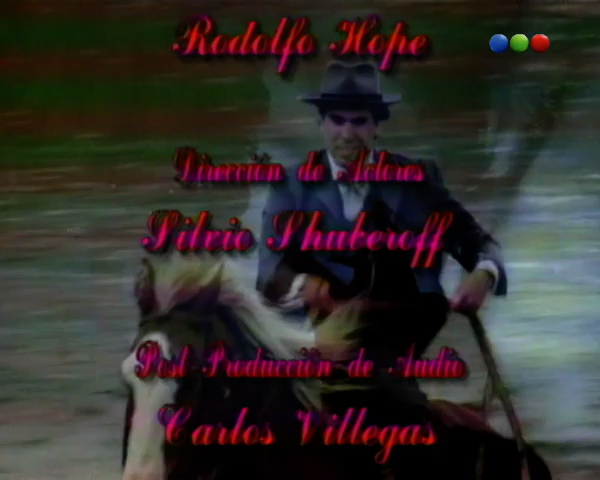 Rodolfo Hope
Dirección de Actores
Silvio Shuberoff
Post-Producción de Audio
Carlos Villegas